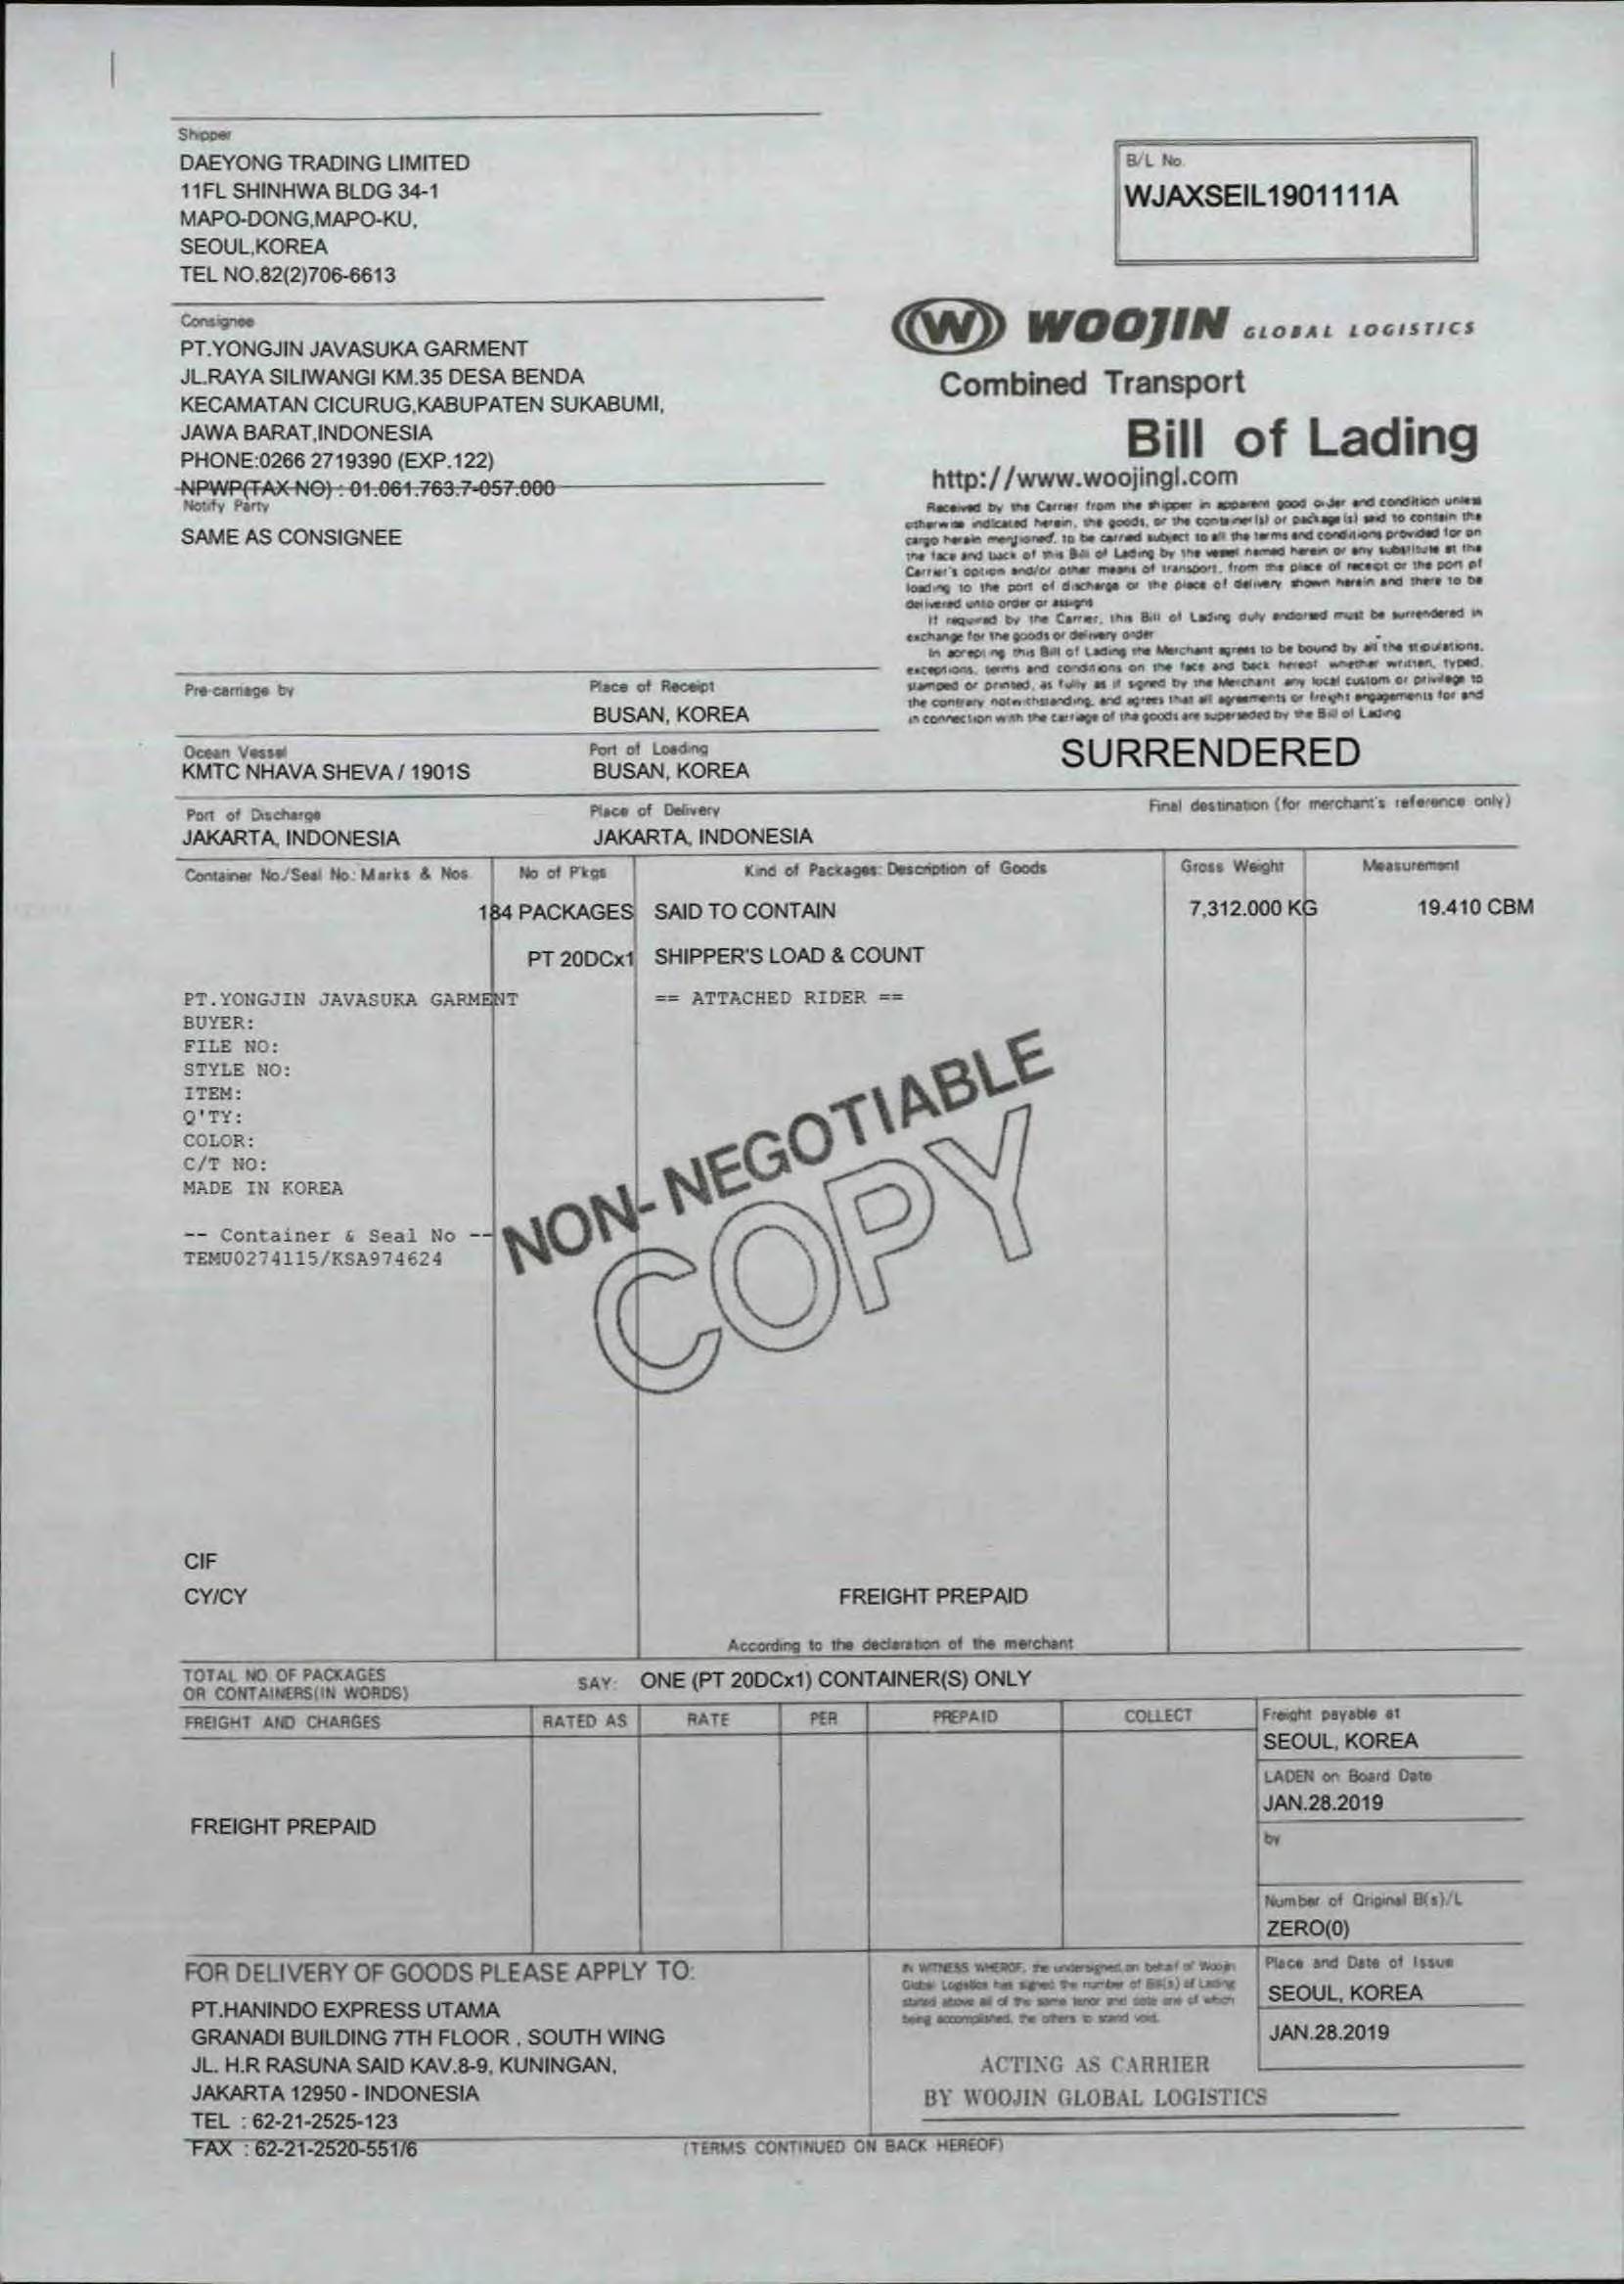 Shipper
DAEYONG TRADING LIMITED
11FL SHINHWA BLDG 34-1
MAPO-DONG,MAPO-KU,
SEOUL,KOREA
TEL NO.82(2)706-6613
B/L No.
WJAXSEIL1901111A
Consignee
PT.YONGJIN JAVASUKA GARMENT
JL.RAYA SILIWANGI KM.35 DESA BENDA
KECAMATAN CICURUG,KABUPATEN SUKABUMI,
JAWA BARAT,INDONESIA
PHONE:0266 2719390 (EXP.122)
NPWP(TAX NO) : 01.061.763.7-057.000
Notify Party
SAME AS CONSIGNEE
W WOOJIN GLOBAL LOGISTICS
Combined Transport
Bill of Lading
http://www.woojingl.com
Received by the Carrier from the shipper in apparent good order and condition unless
otherwise indicated herein, the goods, or the container(s) or package(s) said to contain the
cargo herein mentioned, to be carried subject to all the terms and conditions provided for on
the face and back of this Bill of Lading by the vessel named herein or any substitute at the
Carrier's option and/or other means of transport, from the place of receipt or the port of
loading to the port of discharge or the place of delivery shown herein and there to be
delivered unto order or assigns
If required by the Carrier, this Bill of Lading duly endorsed must be surrendered in
exchange for the goods or delivery order
In accepting this Bill of Lading the Merchant agrees to be bound by all the stipulations,
exceptions, terms and conditions on the face and back hereof whether written, typed,
stamped or printed, as fully as if signed by the Merchant any local custom or privilege to
the contrary notwithstanding, and agrees that all agreements or freight engagements for and
in connection with the carriage of the goods are superseded by the Bill of Lading
Pre-carriage by
Place of Receipt
BUSAN, KOREA
Ocean Vessel
KMTC NHAVA SHEVA / 1901S
Port of Loading
BUSAN, KOREA
SURRENDERED
Port of Discharge
JAKARTA, INDONESIA
Place of Delivery
JAKARTA, INDONESIA
Final destination (for merchant's reference only)
Container No./Seal No.: Marks & Nos. No of P'kgs Kind of Packages: Description of Goods Gross Weight Measurement
184 PACKAGES SAID TO CONTAIN 7,312.000 KG 19.410 CBM
PT 20DCx1 SHIPPER'S LOAD & COUNT
PT.YONGJIN JAVASUKA GARMENT == ATTACHED RIDER ==
BUYER:
FILE NO:
STYLE NO:
ITEM:
Q'TY:
COLOR:
C/T NO:
MADE IN KOREA
-- Container & Seal No --
TEMU0274115/KSA974624
NON-NEGOTIABLE
COPY
CIF
CY/CY FREIGHT PREPAID
According to the declaration of the merchant
TOTAL NO. OF PACKAGES
OR CONTAINERS(IN WORDS)
SAY: ONE (PT 20DCx1) CONTAINER(S) ONLY
FREIGHT AND CHARGES RATED AS RATE PER PREPAID COLLECT
Freight payable at
SEOUL, KOREA
LADEN on Board Date
JAN.28.2019
FREIGHT PREPAID
by
Number of Original B(s)/L
ZERO(0)
FOR DELIVERY OF GOODS PLEASE APPLY TO:
PT.HANINDO EXPRESS UTAMA
GRANADI BUILDING 7TH FLOOR , SOUTH WING
JL. H.R RASUNA SAID KAV.8-9, KUNINGAN,
JAKARTA 12950 - INDONESIA
TEL : 62-21-2525-123
FAX : 62-21-2520-551/6
IN WITNESS WHEROF, the undersigned on behalf of Woojin
Global Logistics has signed the number of Bill(s) of Lading
stated above all of the same tenor and date one of which
being accomplished, the others to stand void.
Place and Date of Issue
SEOUL, KOREA
JAN.28.2019
ACTING AS CARRIER
BY WOOJIN GLOBAL LOGISTICS
(TERMS CONTINUED ON BACK HEREOF)